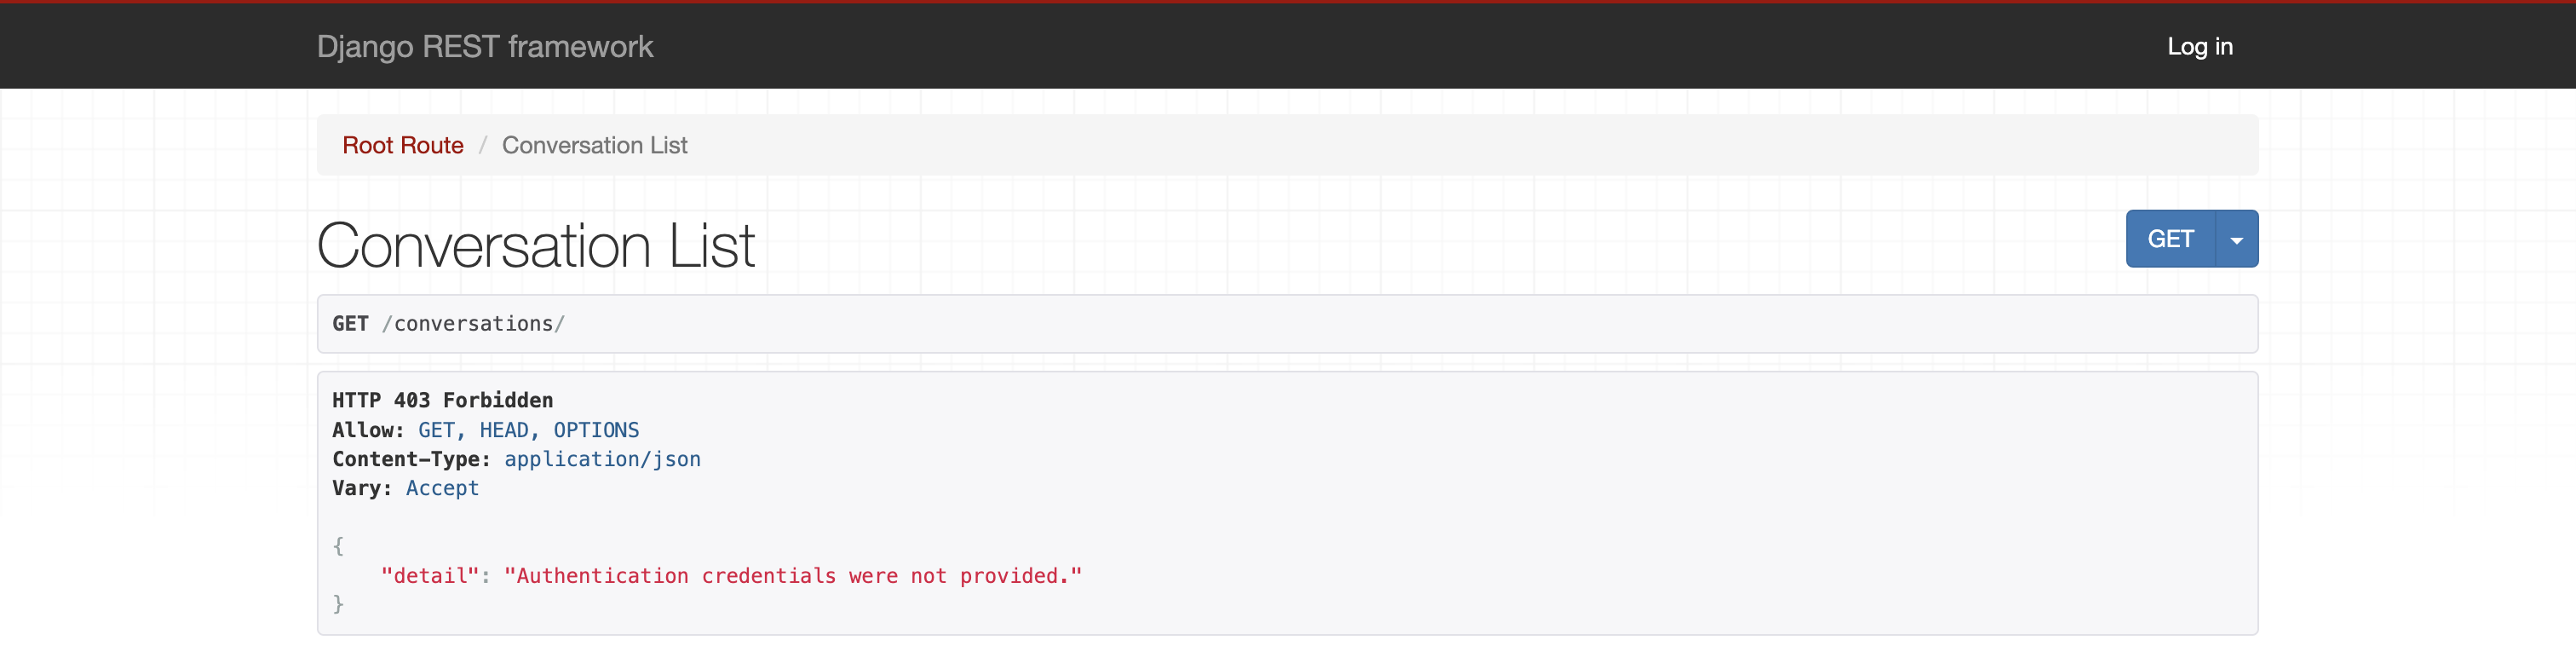 Django REST framework
Log in
Root Route / Conversation List
Conversation List
GET
GET /conversations/
HTTP 403 Forbidden
Allow: GET, HEAD, OPTIONS
Content-Type: application/json
Vary: Accept
{
"detail": "Authentication credentials were not provided."
}